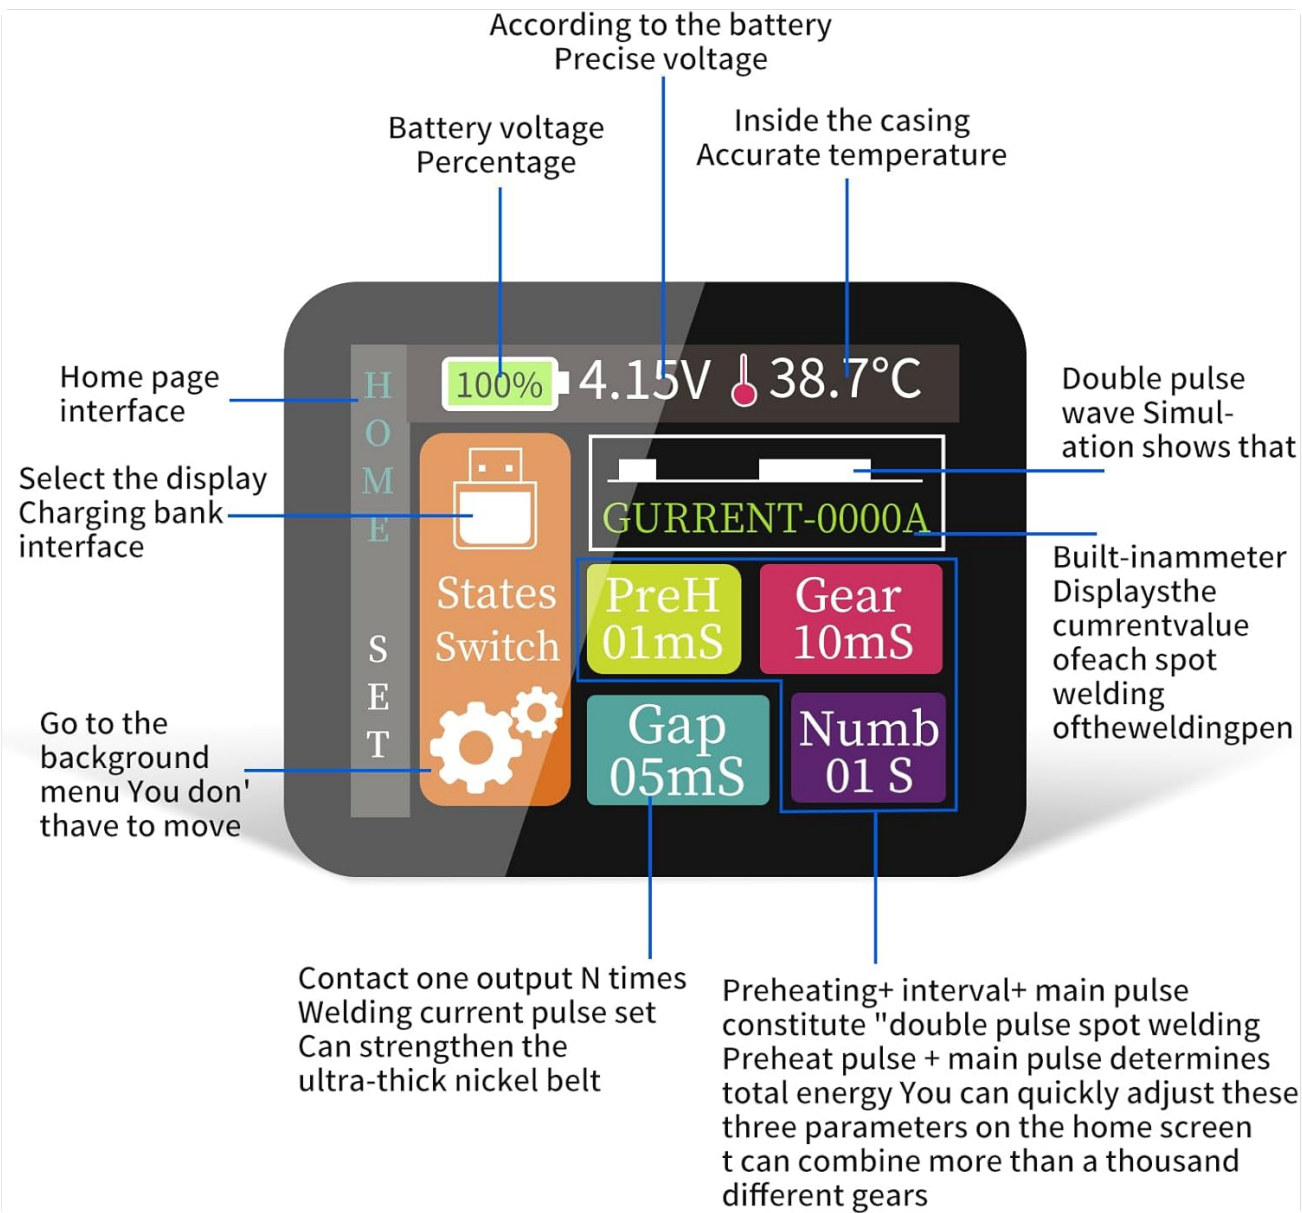 According to the battery
Precise voltage
Battery voltage
Percentage
Inside the casing
Accurate temperature
Home page
interface
Select the display
Charging bank
interface
Go to the
background
menu You don'
thave to move
HOME
SET
100%
4.15V
38.7°C
States
Switch
GURRENT-0000A
PreH
01mS
Gear
10mS
Gap
05mS
Numb
01 S
Double pulse
wave Simul-
ation shows that
Built-inammeter
Displaysthe
cumrentvalue
ofeach spot
welding
oftheweldingpen
Contact one output N times
Welding current pulse set
Can strengthen the
ultra-thick nickel belt
Preheating+ interval+ main pulse
constitute "double pulse spot welding
Preheat pulse + main pulse determines
total energy You can quickly adjust these
three parameters on the home screen
t can combine more than a thousand
different gears